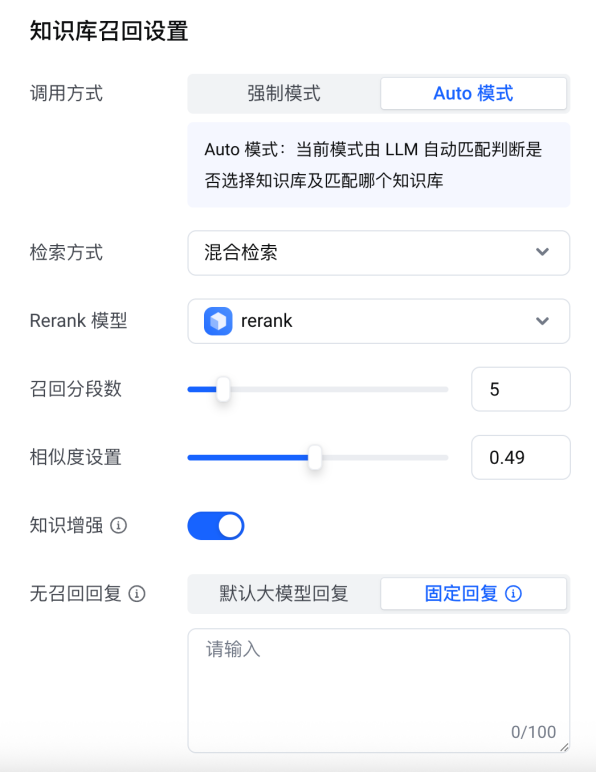 知识库召回设置
调用方式
强制模式
Auto 模式
Auto 模式：当前模式由 LLM 自动匹配判断是
否选择知识库及匹配哪个知识库
检索方式
混合检索
Rerank 模型
rerank
召回分段数
5
相似度设置
0.49
知识增强
无召回回复
默认大模型回复
固定回复
请输入
0/100